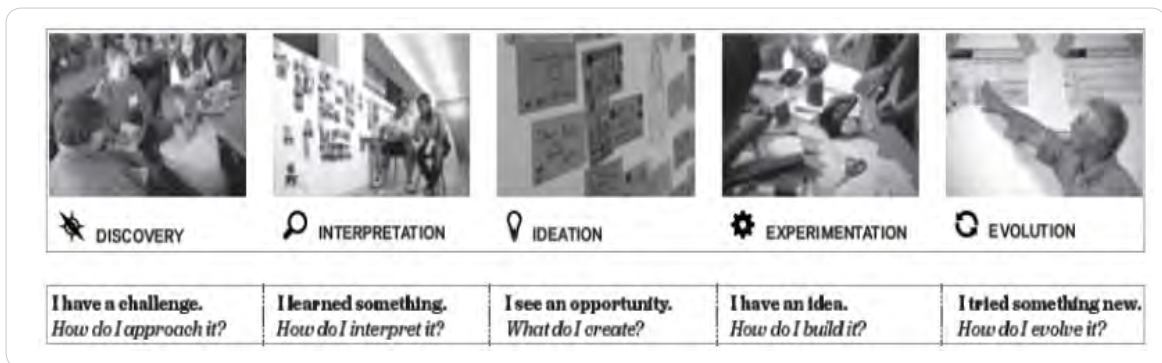 DISCOVERY
INTERPRETATION
IDEATION
EXPERIMENTATION
EVOLUTION
I have a challenge.
How do I approach it?
I learned something.
How do I interpret it?
I see an opportunity.
What do I create?
I have an idea.
How do I build it?
I tried something new.
How do I evolve it?